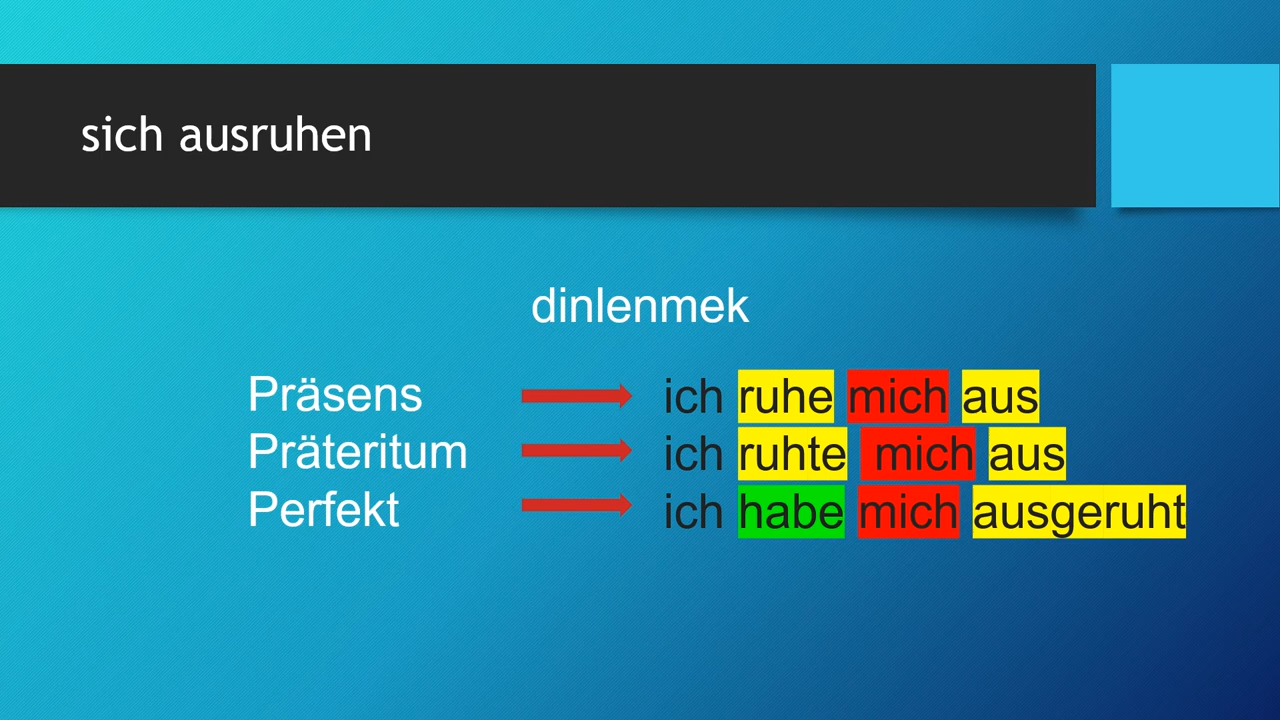 sich ausruhen
dinlenmek
Präsens ich ruhe mich aus
Präteritum ich ruhte mich aus
Perfekt ich habe mich ausgeruht